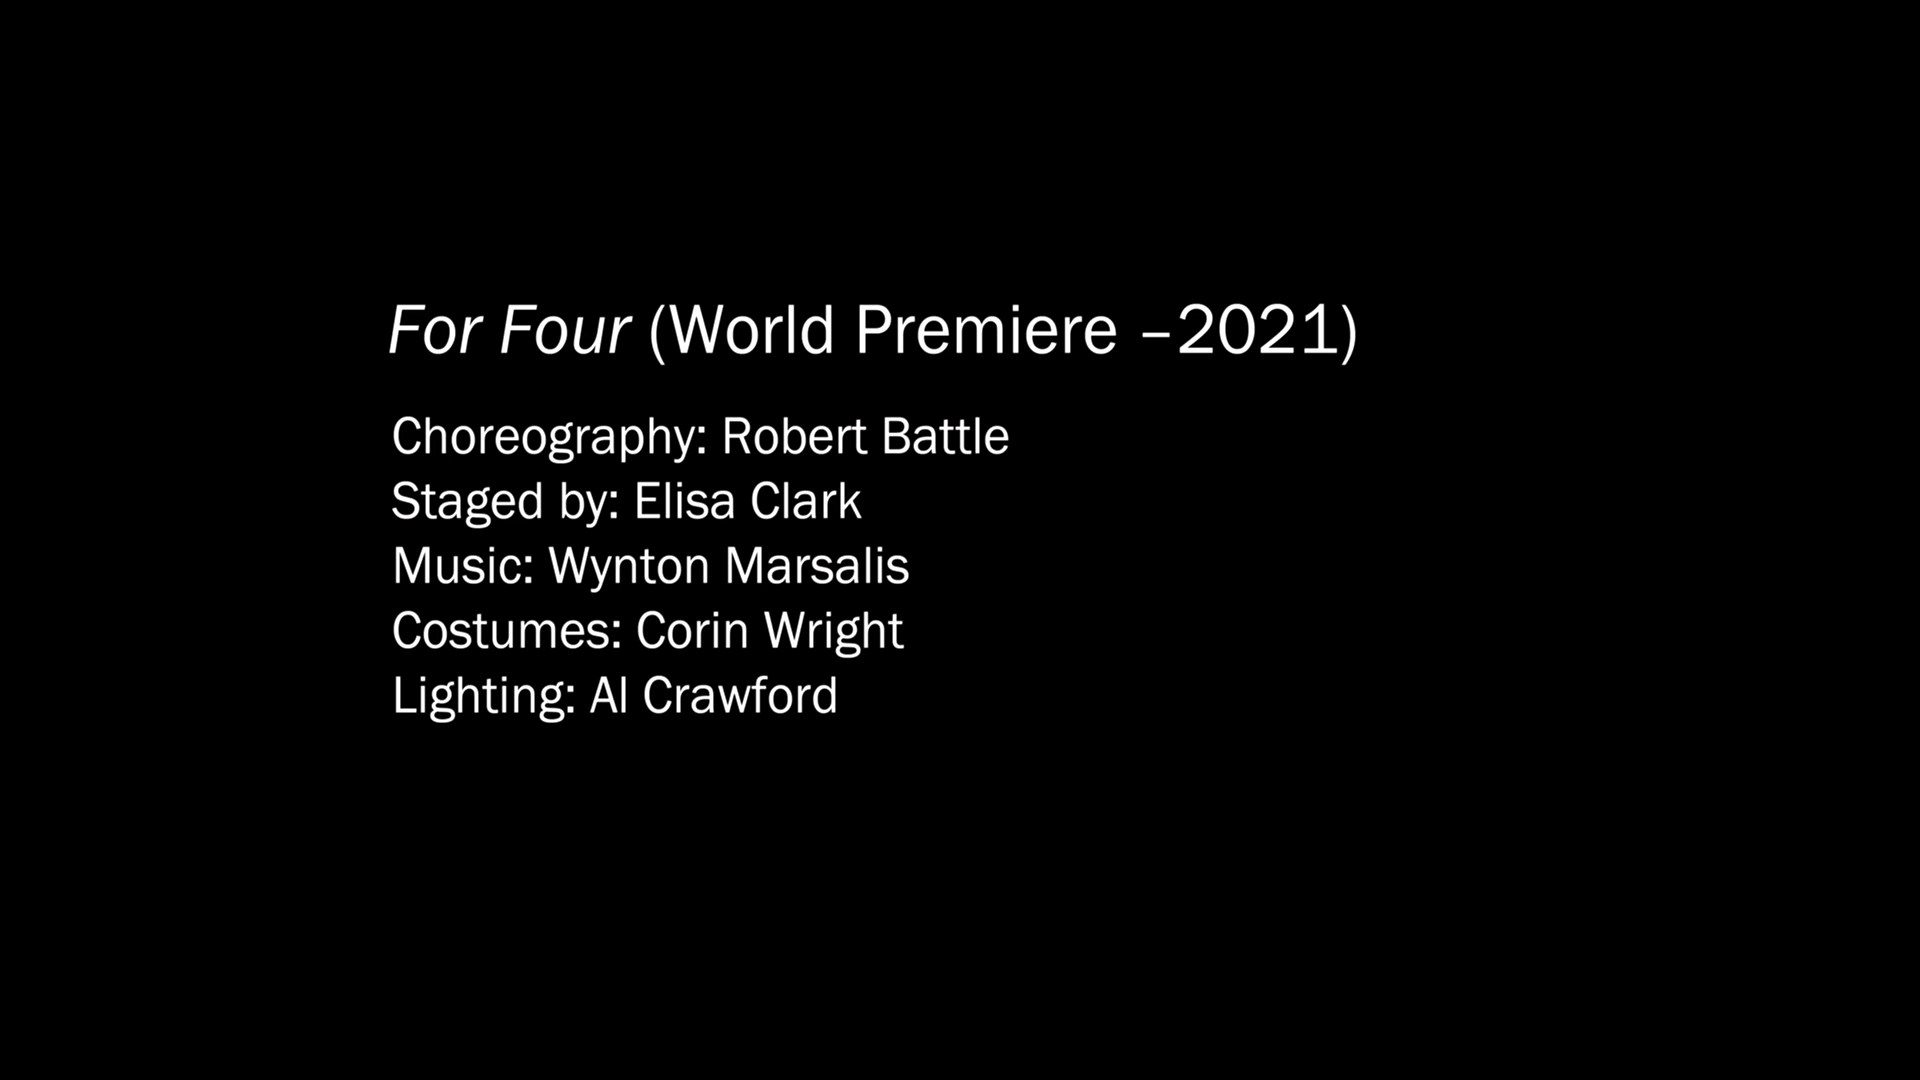 For Four (World Premiere –2021)
Choreography: Robert Battle
Staged by: Elisa Clark
Music: Wynton Marsalis
Costumes: Corin Wright
Lighting: Al Crawford